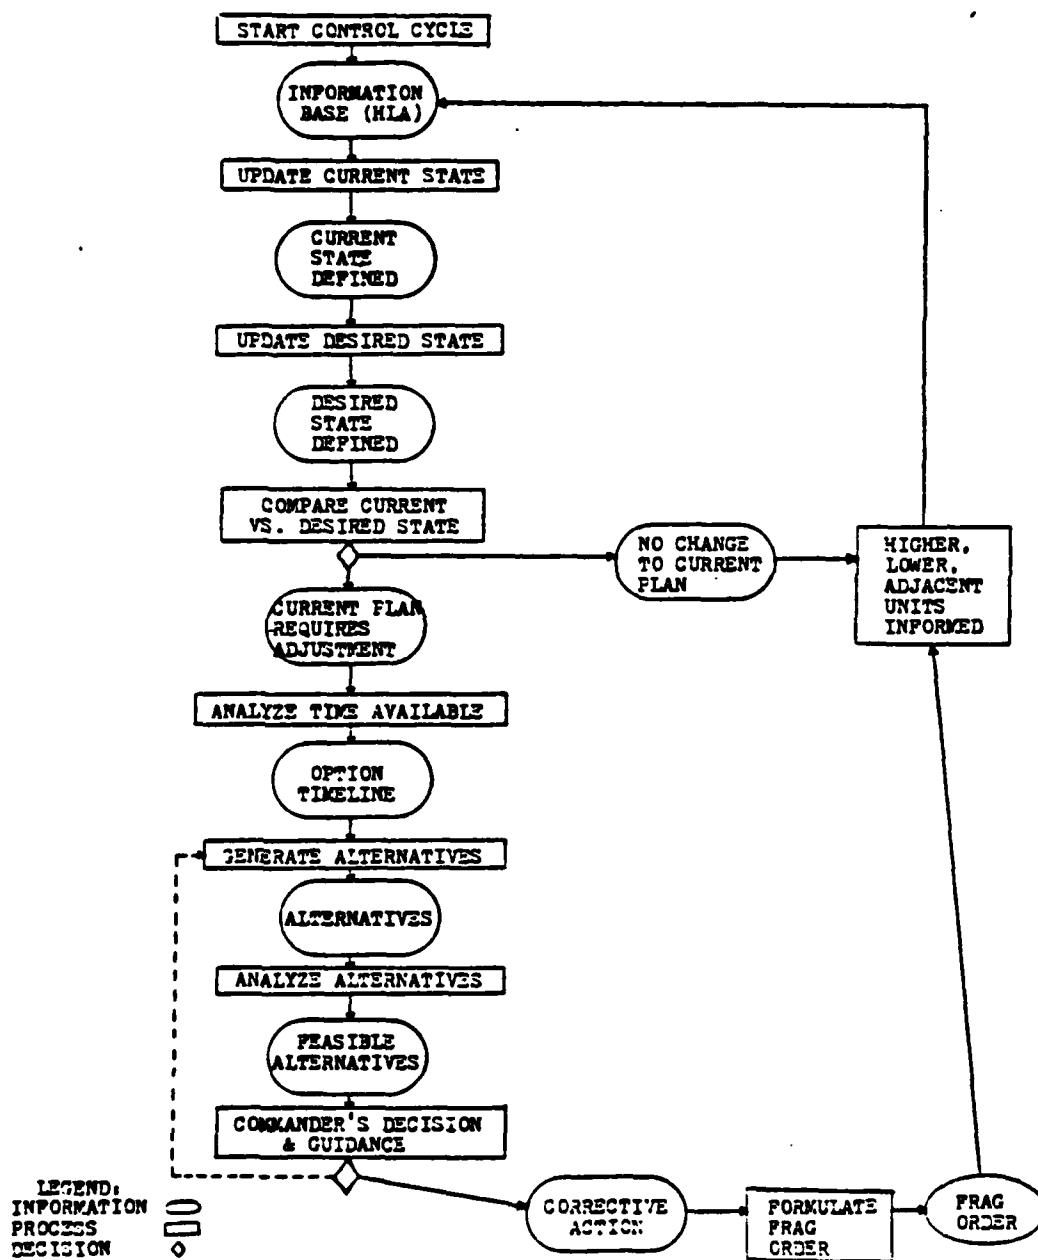 START CONTROL CYCLE
INFORMATION
BASE (HLA)
UPDATE CURRENT STATE
CURRENT
STATE
DEFINED
UPDATE DESIRED STATE
DESIRED
STATE
DEFINED
COMPARE CURRENT
VS. DESIRED STATE
NO CHANGE
TO CURRENT
PLAN
HIGHER,
LOWER,
ADJACENT
UNITS
INFORMED
CURRENT PLAN
REQUIRES
ADJUSTMENT
ANALYZE TIME AVAILABLE
OPTION
TIMELINE
GENERATE ALTERNATIVES
ALTERNATIVES
ANALYZE ALTERNATIVES
FEASIBLE
ALTERNATIVES
COMMANDER'S DECISION
& GUIDANCE
CORRECTIVE
ACTION
FORMULATE
FRAG
ORDER
FRAG
ORDER
LEGEND:
INFORMATION
PROCESS
DECISION